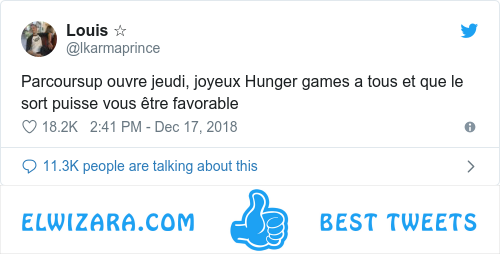 Louis ☆
@lkarmaprince
Parcoursup ouvre jeudi, joyeux Hunger games a tous et que le
sort puisse vous être favorable
18.2K 2:41 PM - Dec 17, 2018
11.3K people are talking about this
ELWIZARA.COM BEST TWEETS